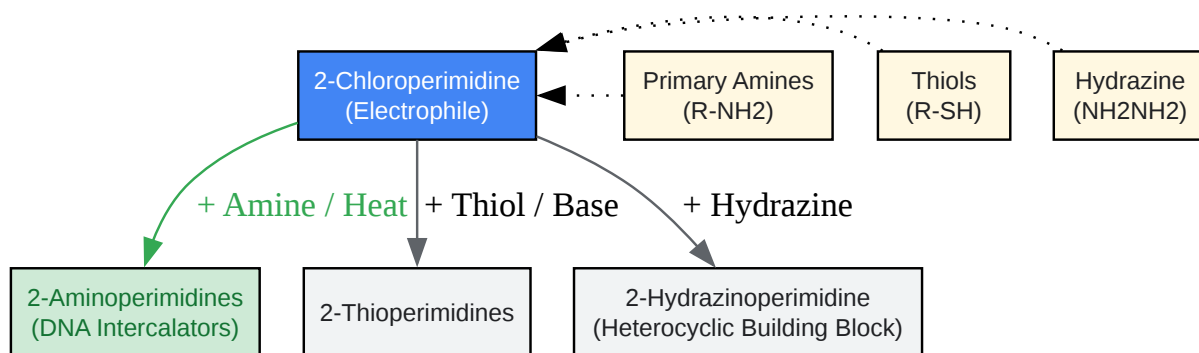 2-Chloroperimidine
(Electrophile)
Primary Amines
(R-NH2)
Thiols
(R-SH)
Hydrazine
(NH2NH2)
+ Amine / Heat
+ Thiol / Base
+ Hydrazine
2-Aminoperimidines
(DNA Intercalators)
2-Thioperimidines
2-Hydrazinoperimidine
(Heterocyclic Building Block)